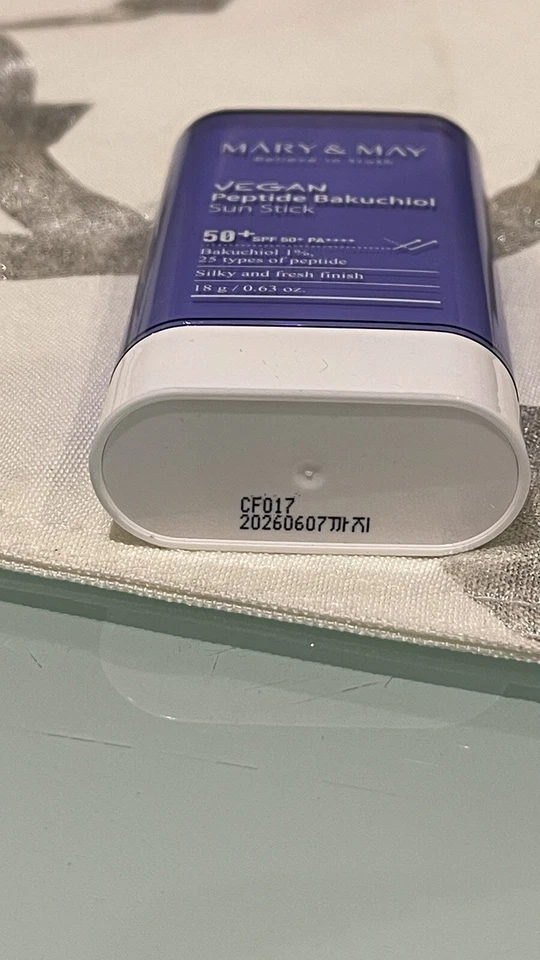 MARY & MAY
Believe in truth
VEGAN
Peptide Bakuchiol
Sun Stick
50+ SPF 50+ PA++++
Bakuchiol 1%,
25 types of peptide
Silky and fresh finish
18 g / 0.63 oz.
CF017
20260607까지